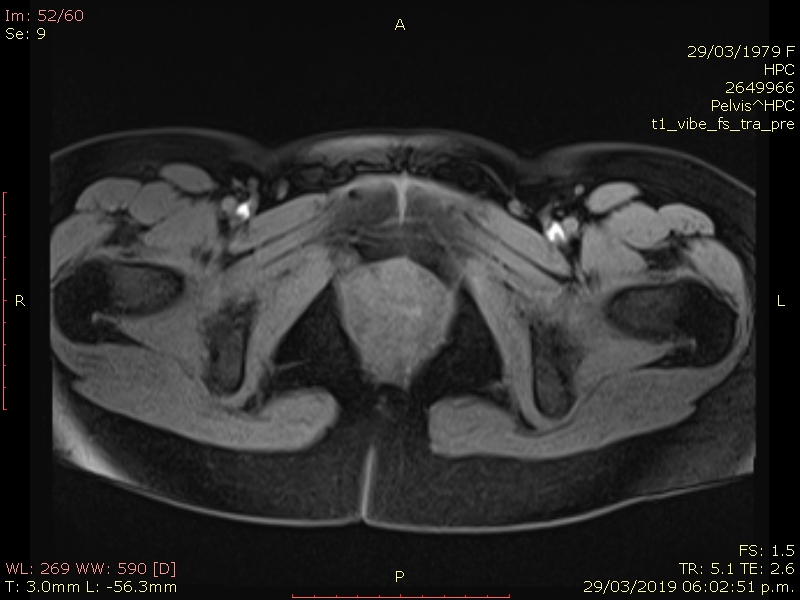 Im: 52/60
Se: 9
A
29/03/1979 F
HPC
2649966
Pelvis^HPC
t1_vibe_fs_tra_pre
R
L
WL: 269 WW: 590 [D]
T: 3.0mm L: -56.3mm
P
FS: 1.5
TR: 5.1 TE: 2.6
29/03/2019 06:02:51 p.m.